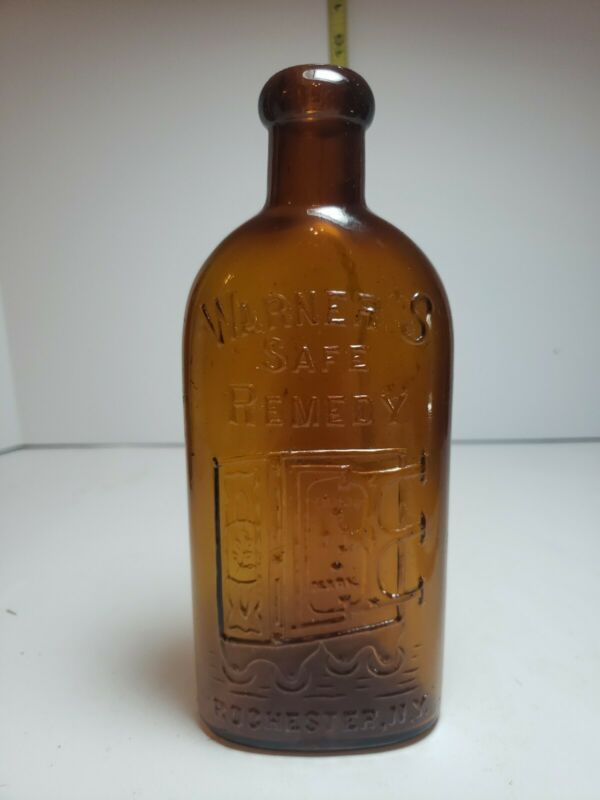 WARNER'S
SAFE
REMEDY
ROCHESTER, N.Y.